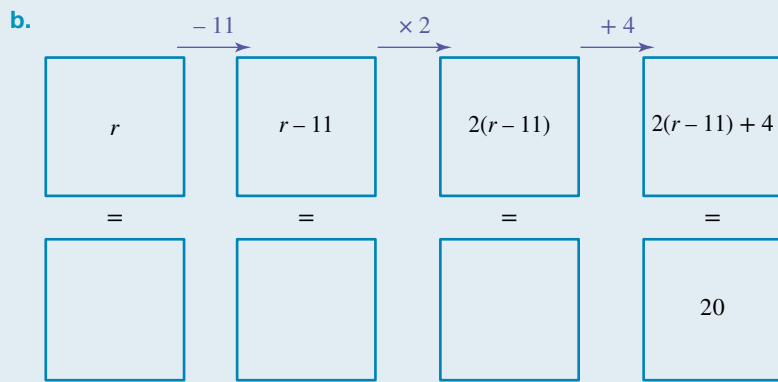 b.
– 11 × 2 + 4
r r – 11 2(r – 11) 2(r – 11) + 4
= = = =
20